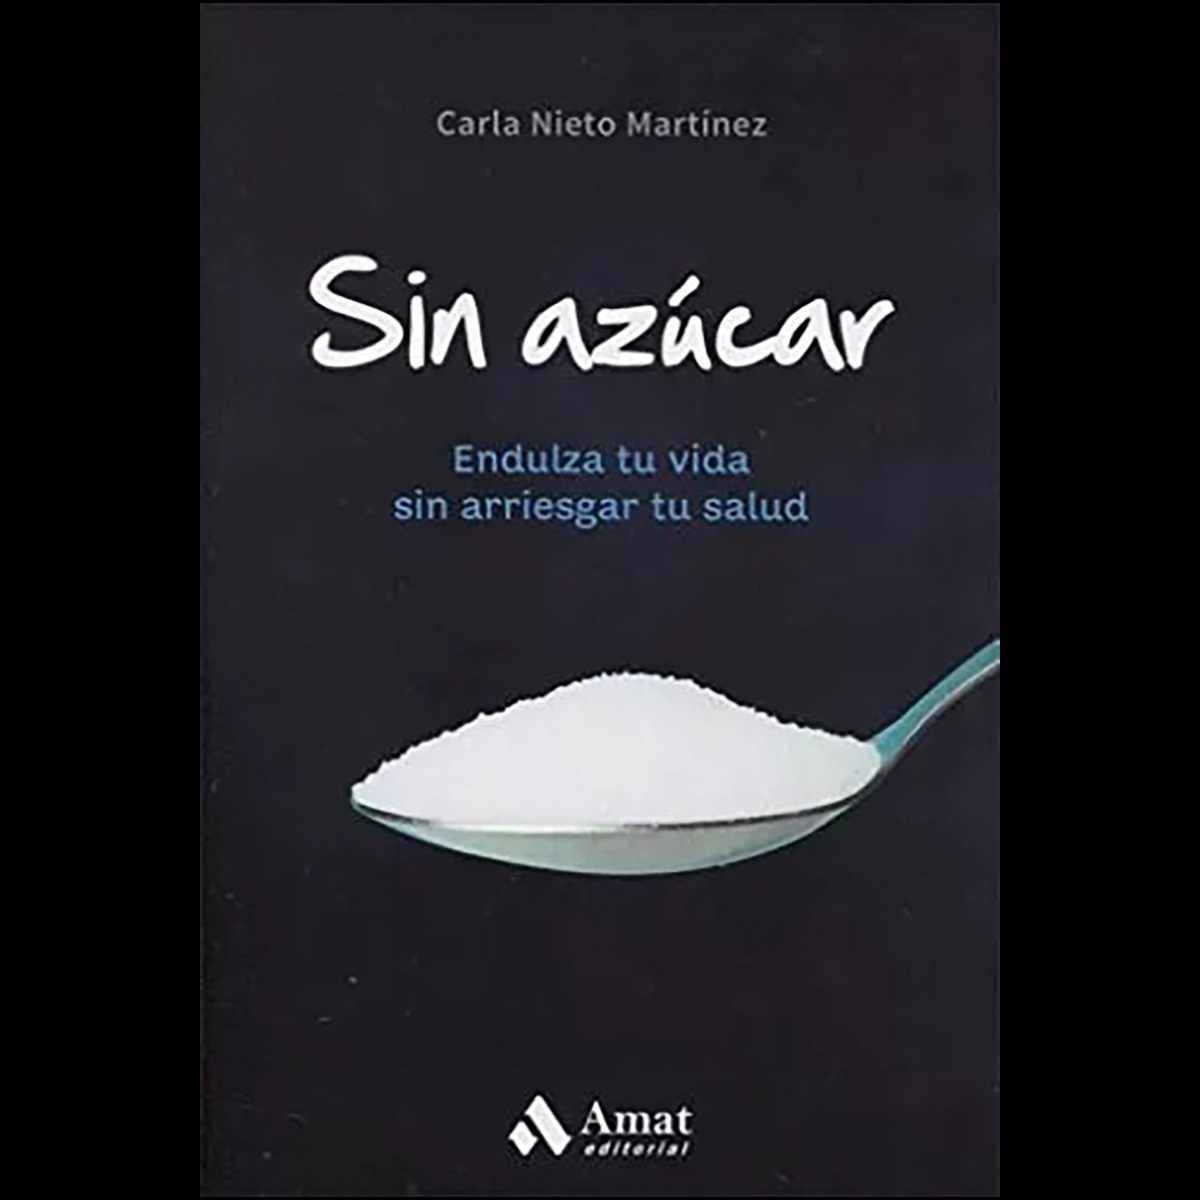 Carla Nieto Martínez
Sin azúcar
Endulza tu vida
sin arriesgar tu salud
Amat
editorial